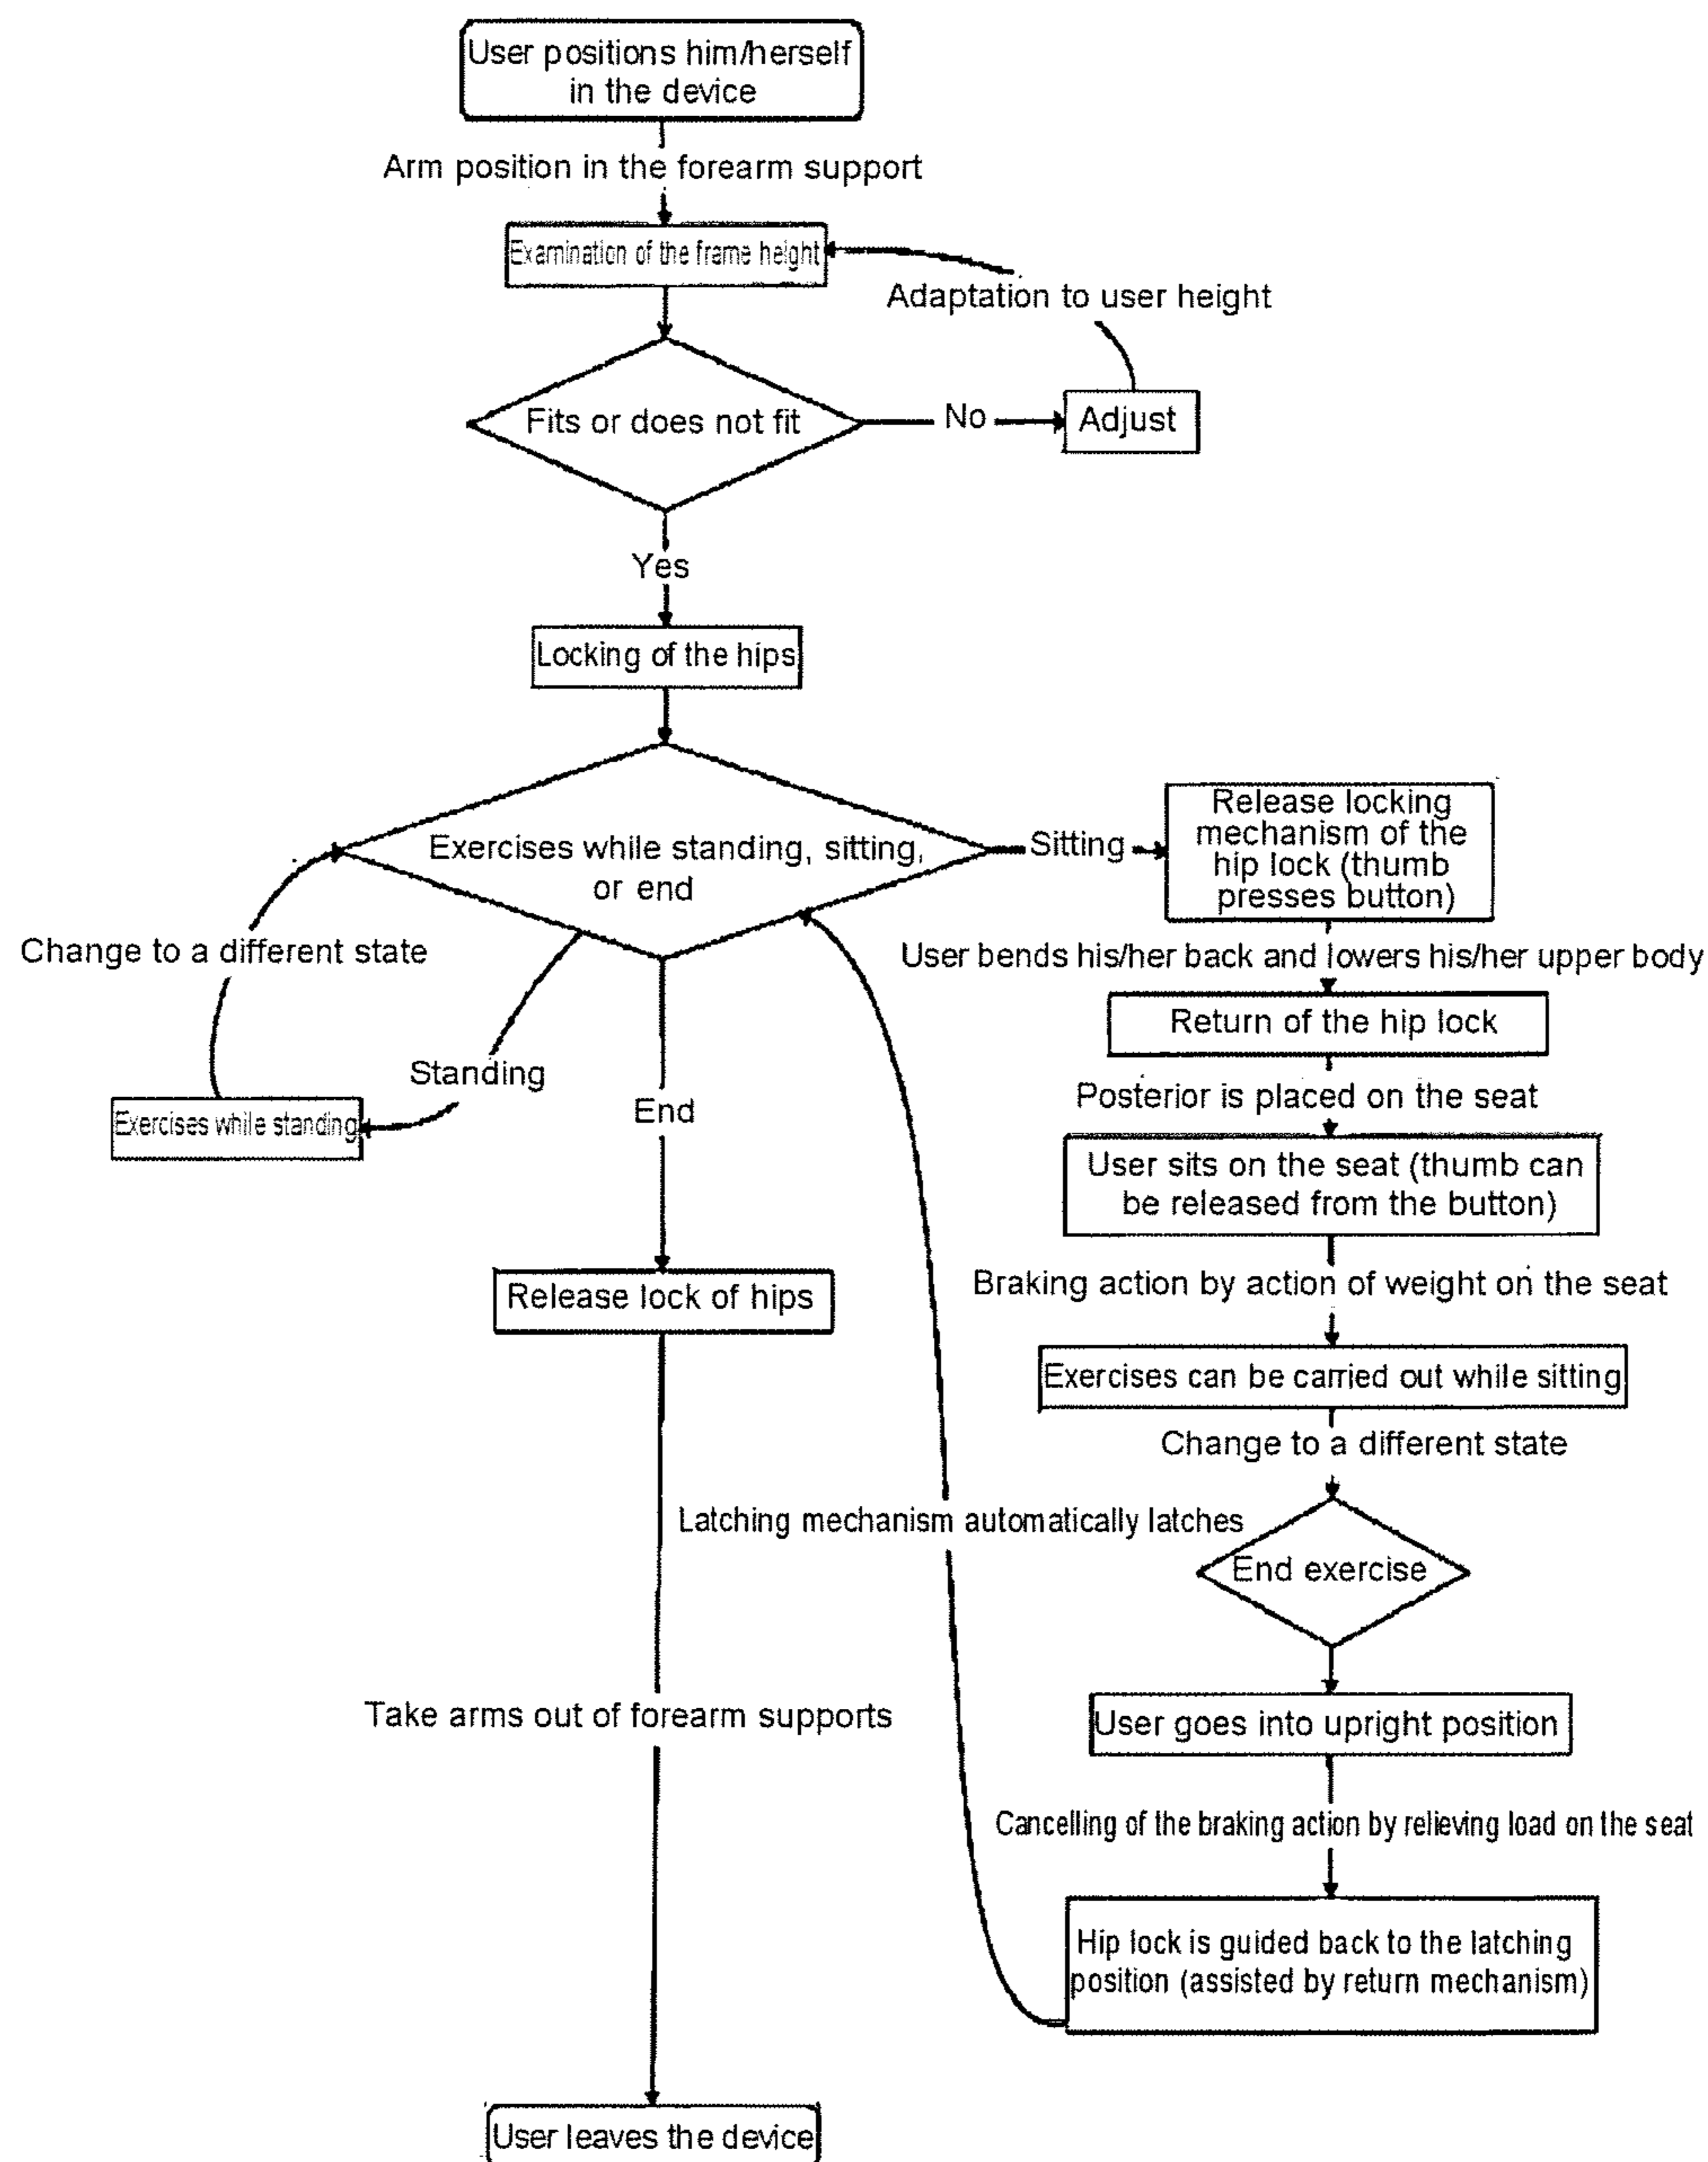 User positions him/herself
in the device
Arm position in the forearm support
Examination of the frame height
Adaptation to user height
Fits or does not fit
No
Adjust
Yes
Locking of the hips
Exercises while standing, sitting,
or end
Sitting
Release locking
mechanism of the
hip lock (thumb
presses button)
Change to a different state
User bends his/her back and lowers his/her upper body
Return of the hip lock
Standing
Exercises while standing
End
Posterior is placed on the seat
User sits on the seat (thumb can
be released from the button)
Release lock of hips
Braking action by action of weight on the seat
Exercises can be carried out while sitting
Change to a different state
Latching mechanism automatically latches
End exercise
Take arms out of forearm supports
User goes into upright position
Cancelling of the braking action by relieving load on the seat
Hip lock is guided back to the latching
position (assisted by return mechanism)
User leaves the device